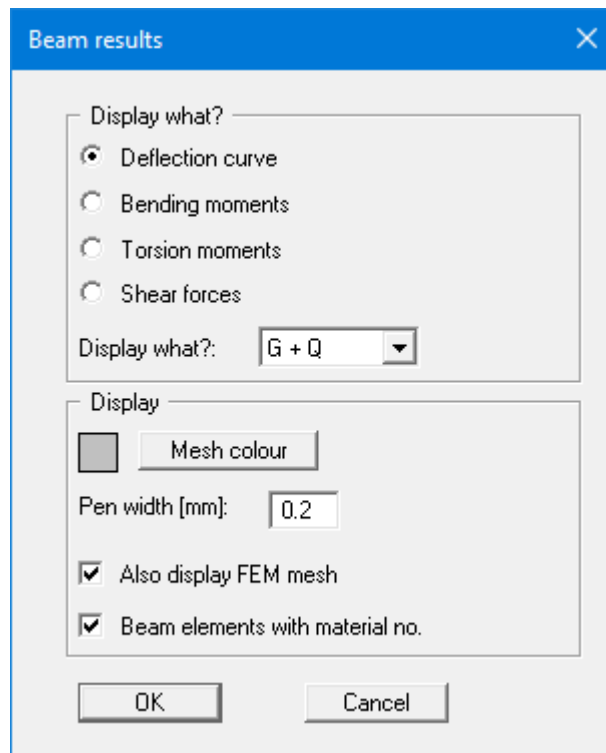 Beam results
Display what?
Deflection curve
Bending moments
Torsion moments
Shear forces
Display what?: G + Q
Display
Mesh colour
Pen width [mm]: 0.2
Also display FEM mesh
Beam elements with material no.
OK Cancel